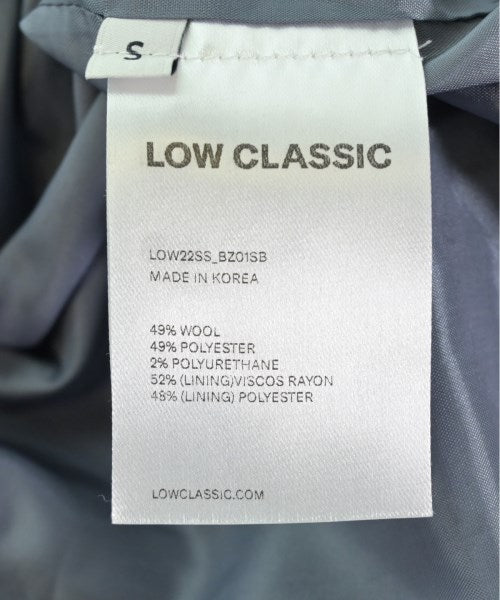 S
LOW CLASSIC
LOW22SS_BZ01SB
MADE IN KOREA
49% WOOL
49% POLYESTER
2% POLYURETHANE
52% (LINING)/VISCOS RAYON
48% (LINING) POLYESTER
LOWCLASSIC.COM